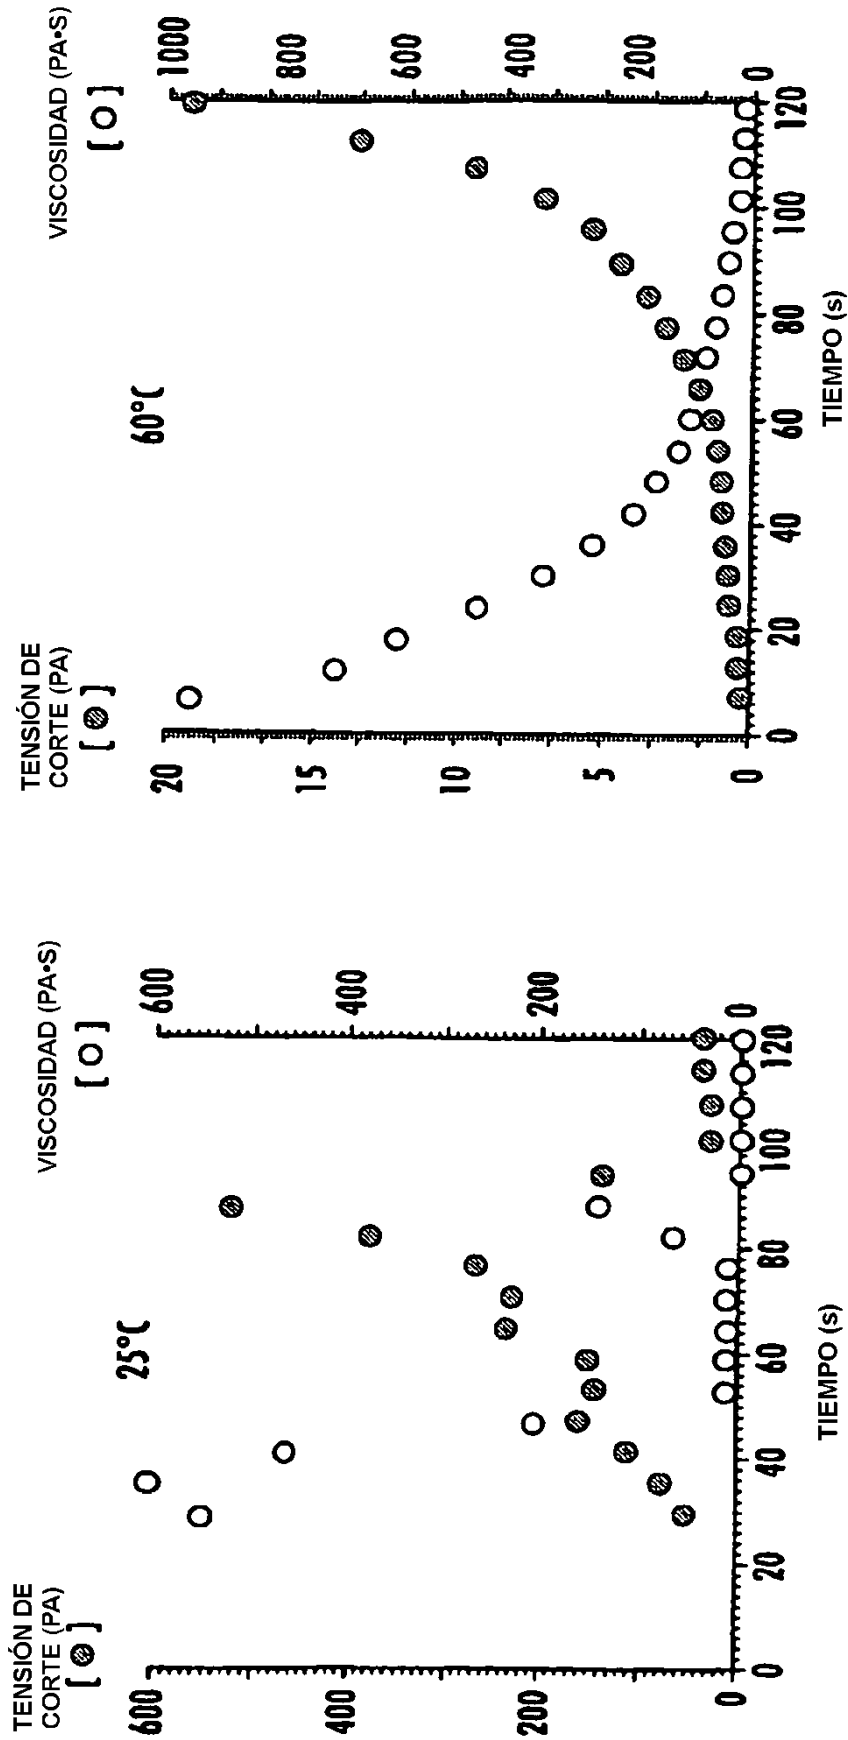 TENSIÓN DE
CORTE (PA)
[ ]
VISCOSIDAD (PA•S)
[ O ]
25°C
600
400
200
0
600
400
200
0
0 20 40 60 80 100 120
TIEMPO (s)
TENSIÓN DE
CORTE (PA)
[ ]
VISCOSIDAD (PA•S)
[ O ]
60°C
20
15
10
5
0
1000
800
600
400
200
0
0 20 40 60 80 100 120
TIEMPO (s)